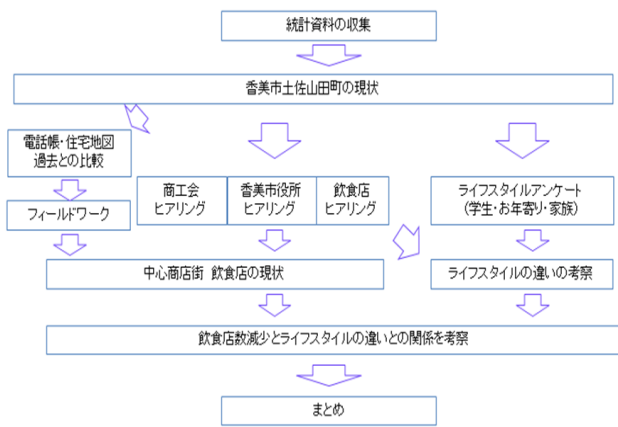 統計資料の収集
香美市土佐山田町の現状
電話帳・住宅地図
過去との比較
フィールドワーク
商工会
ヒアリング
香美市役所
ヒアリング
飲食店
ヒアリング
ライフスタイルアンケート
(学生・お年寄り・家族)
中心商店街 飲食店の現状
ライフスタイルの違いの考察
飲食店数減少とライフスタイルの違いとの関係を考察
まとめ